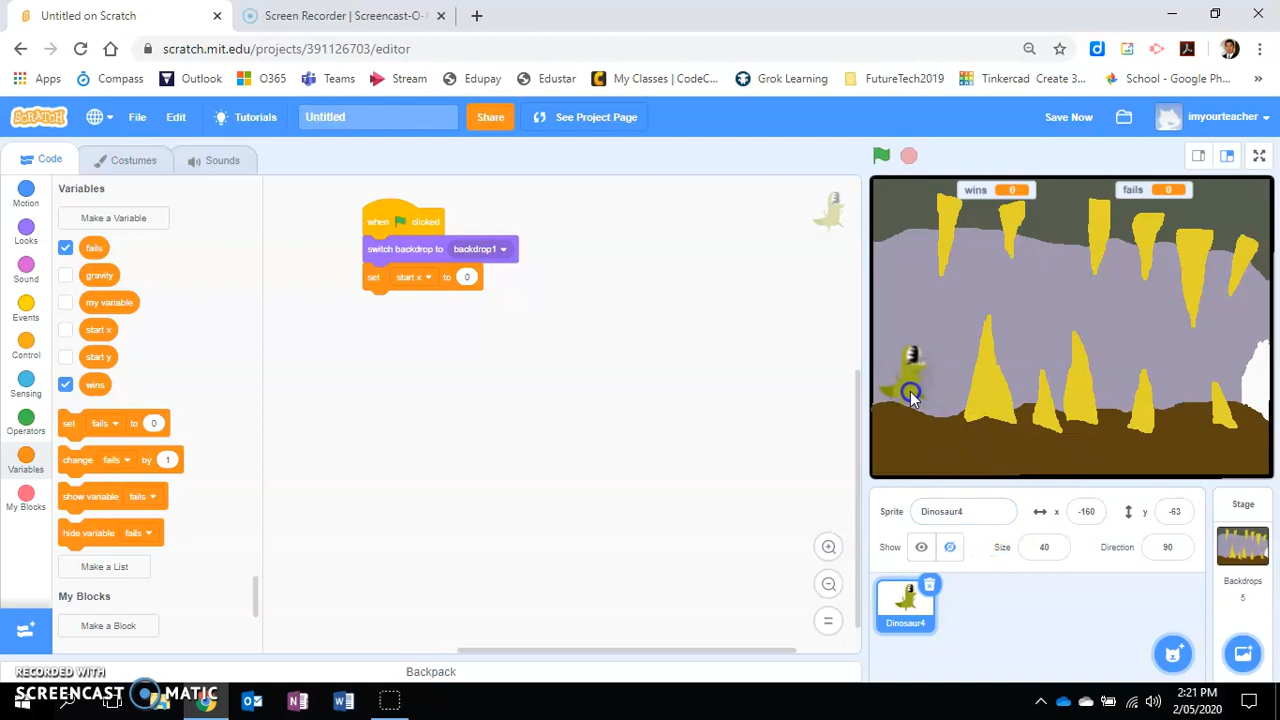 Untitled on Scratch
Screen Recorder | Screencast-O-
scratch.mit.edu/projects/391126703/editor
Apps Compass Outlook O365 Teams Stream Edupay Edustar My Classes | CodeC... Grok Learning FutureTech2019 Tinkercad Create 3... School - Google Ph... »
SCRATCH File Edit Tutorials Untitled Share See Project Page Save Now imyourteacher
Code Costumes Sounds
Motion
Looks
Sound
Events
Control
Sensing
Operators
Variables
My Blocks
Variables
Make a Variable
fails
gravity
my variable
start x
start y
wins
set fails to 0
change fails by 1
show variable fails
hide variable fails
Make a List
My Blocks
Make a Block
when clicked
switch backdrop to backdrop1
set start x to 0
wins 0
fails 0
Sprite Dinosaur4 x -160 y -63
Show Size 40 Direction 90
Dinosaur4
Stage
Backdrops
5
Backpack
RECORDED WITH
SCREENCAST MATIC
2:21 PM
2/05/2020